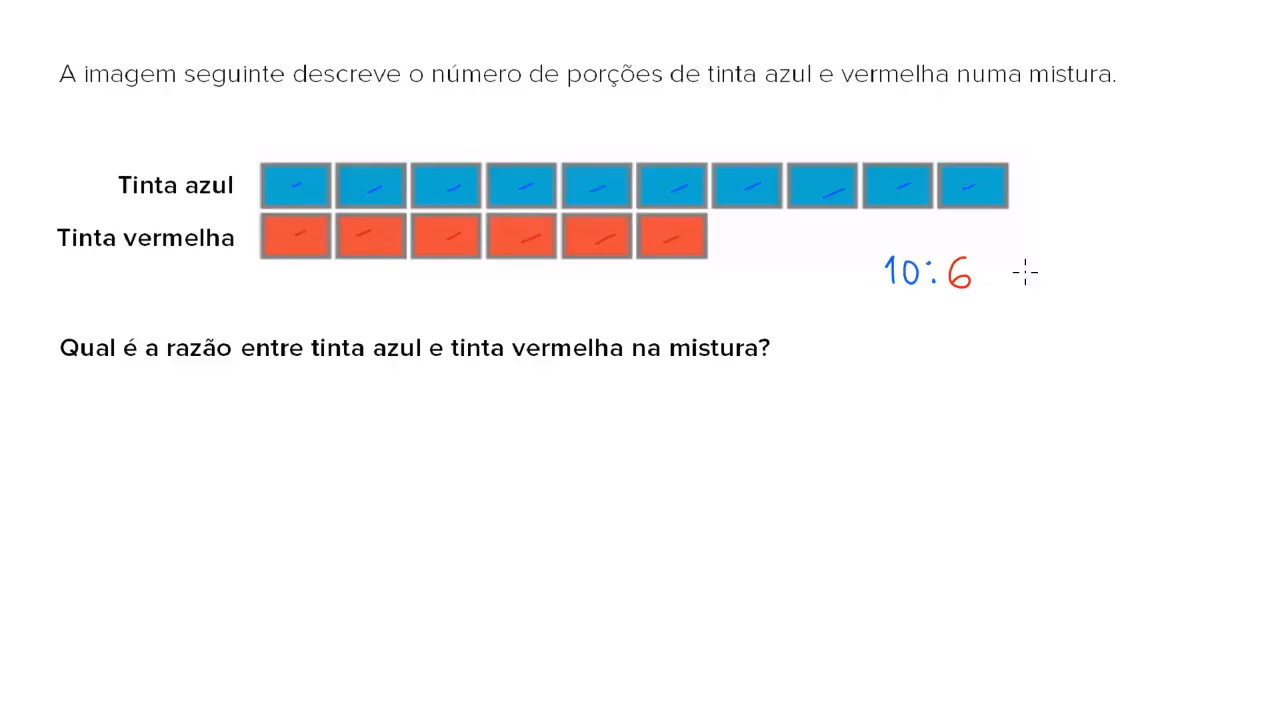 A imagem seguinte descreve o número de porções de tinta azul e vermelha numa mistura.
Tinta azul
Tinta vermelha
10:6
Qual é a razão entre tinta azul e tinta vermelha na mistura?